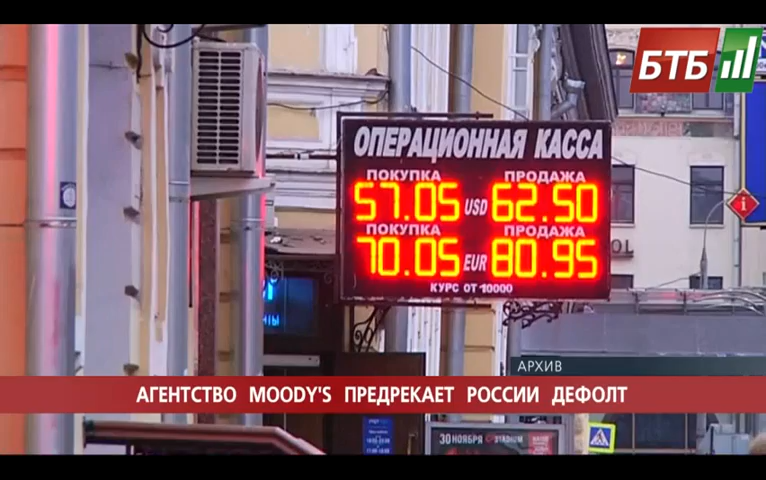 БТБ
ОПЕРАЦИОННАЯ КАССА
ПОКУПКА ПРОДАЖА
57.05 USD 62.50
ПОКУПКА ПРОДАЖА
70.05 EUR 80.95
КУРС ОТ 10000
АРХИВ
АГЕНТСТВО MOODY'S ПРЕДРЕКАЕТ РОССИИ ДЕФОЛТ
30 НОЯБРЯ